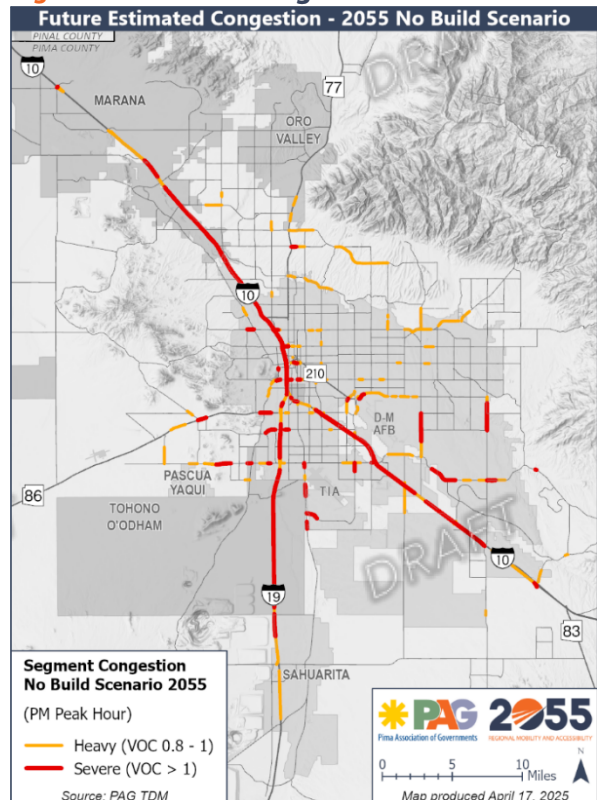 Future Estimated Congestion - 2055 No Build Scenario
PINAL COUNTY
PIMA COUNTY
10
DRAFT
77
MARANA
ORO
VALLEY
10
210
D-M
AFB
PASCUA
YAQUI
TIA
86
TOHONO
O'ODHAM
DRAFT
10
19
83
SAHUARITA
Segment Congestion
No Build Scenario 2055
(PM Peak Hour)
Heavy (VOC 0.8 - 1)
Severe (VOC > 1)
Source: PAG TDM
PAG
Pima Association of Governments
2055
REGIONAL MOBILITY AND ACCESSIBILITY
N
0 5 10
Miles
Map produced April 17, 2025